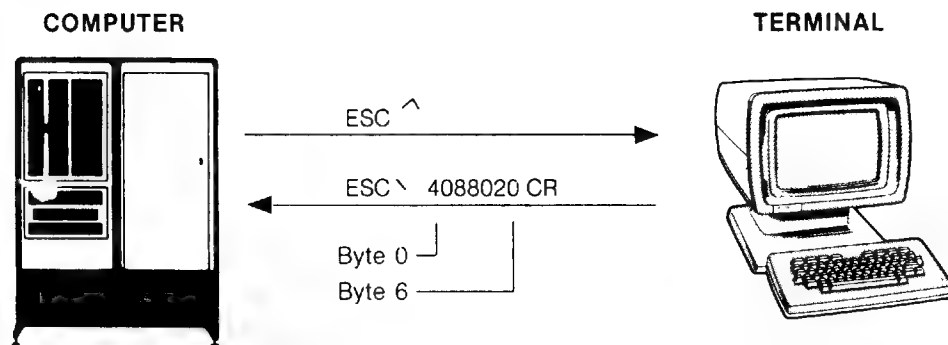 COMPUTER
TERMINAL
ESC ^
ESC \ 4088020 CR
Byte 0
Byte 6